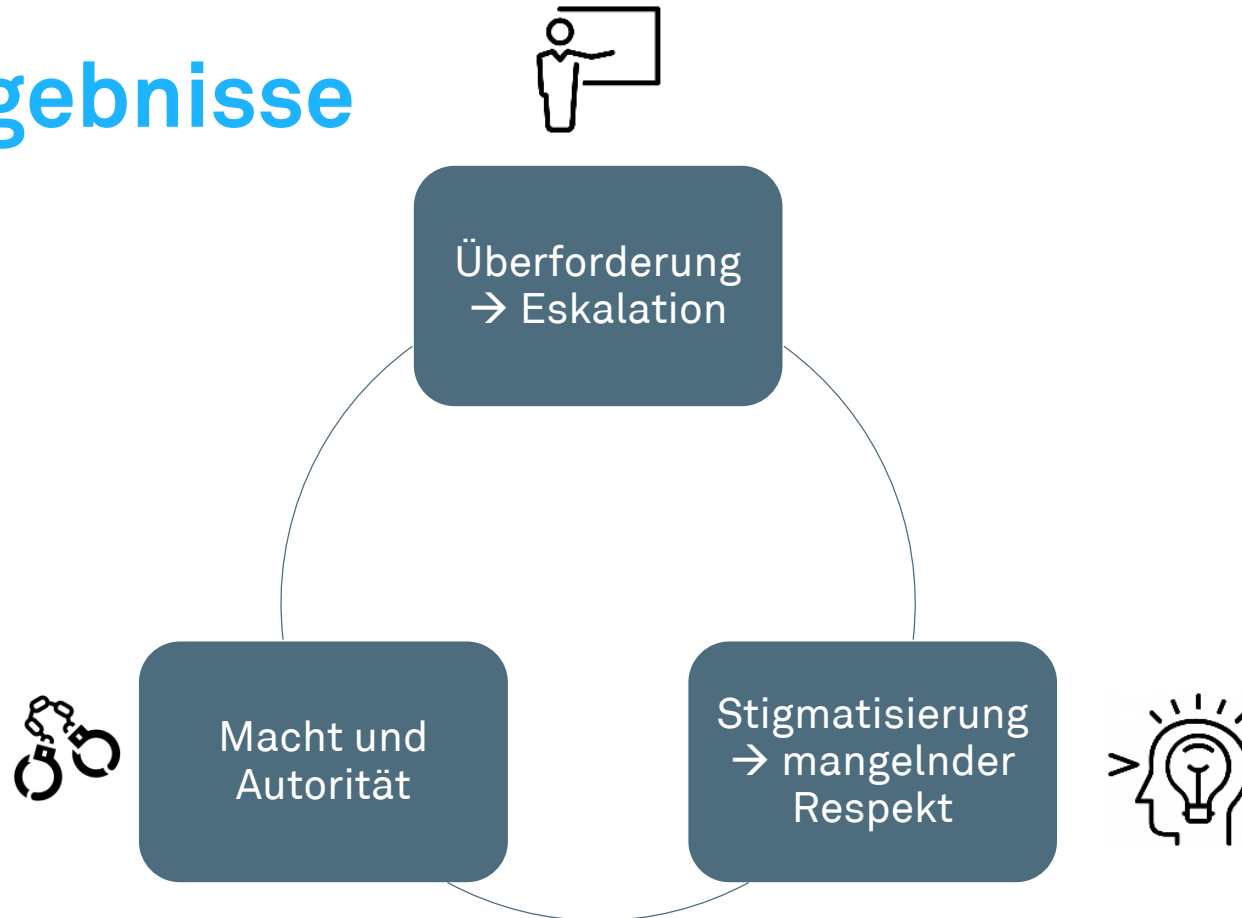 gebnisse
Überforderung
→ Eskalation
Macht und
Autorität
Stigmatisierung
→ mangelnder
Respekt